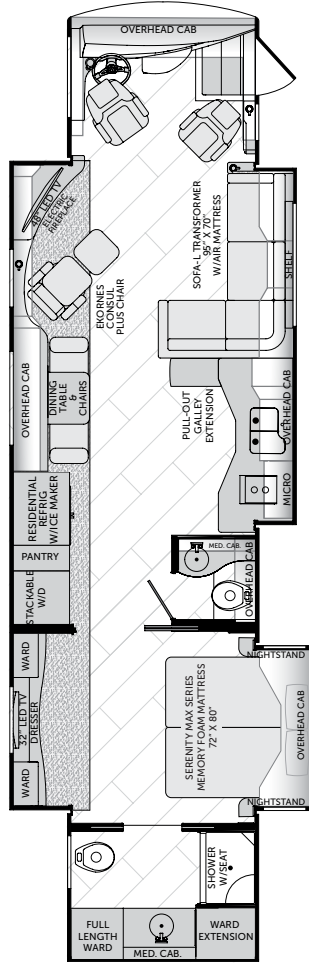 OVERHEAD CAB
48" LED TV
ELECTRIC
FIREPLACE
SOFA-L TRANSFORMER
95" X 70"
W/AIR MATTRESS
SHELF
EKORNES
CONSUL
PLUS CHAIR
OVERHEAD CAB
DINING
TABLE
&
CHAIRS
PULL-OUT
GALLEY
EXTENSION
OVERHEAD CAB
MICRO
RESIDENTIAL
REFRIG
W/ICE MAKER
PANTRY
STACKABLE
W/D
MED. CAB.
OVERHEAD CAB
WARD
32" LED TV
DRESSER
WARD
NIGHTSTAND
SERENITY MAX SERIES
MEMORY FOAM MATTRESS
72" X 80"
OVERHEAD CAB
NIGHTSTAND
SHOWER
W/SEAT
FULL
LENGTH
WARD
MED. CAB.
WARD
EXTENSION